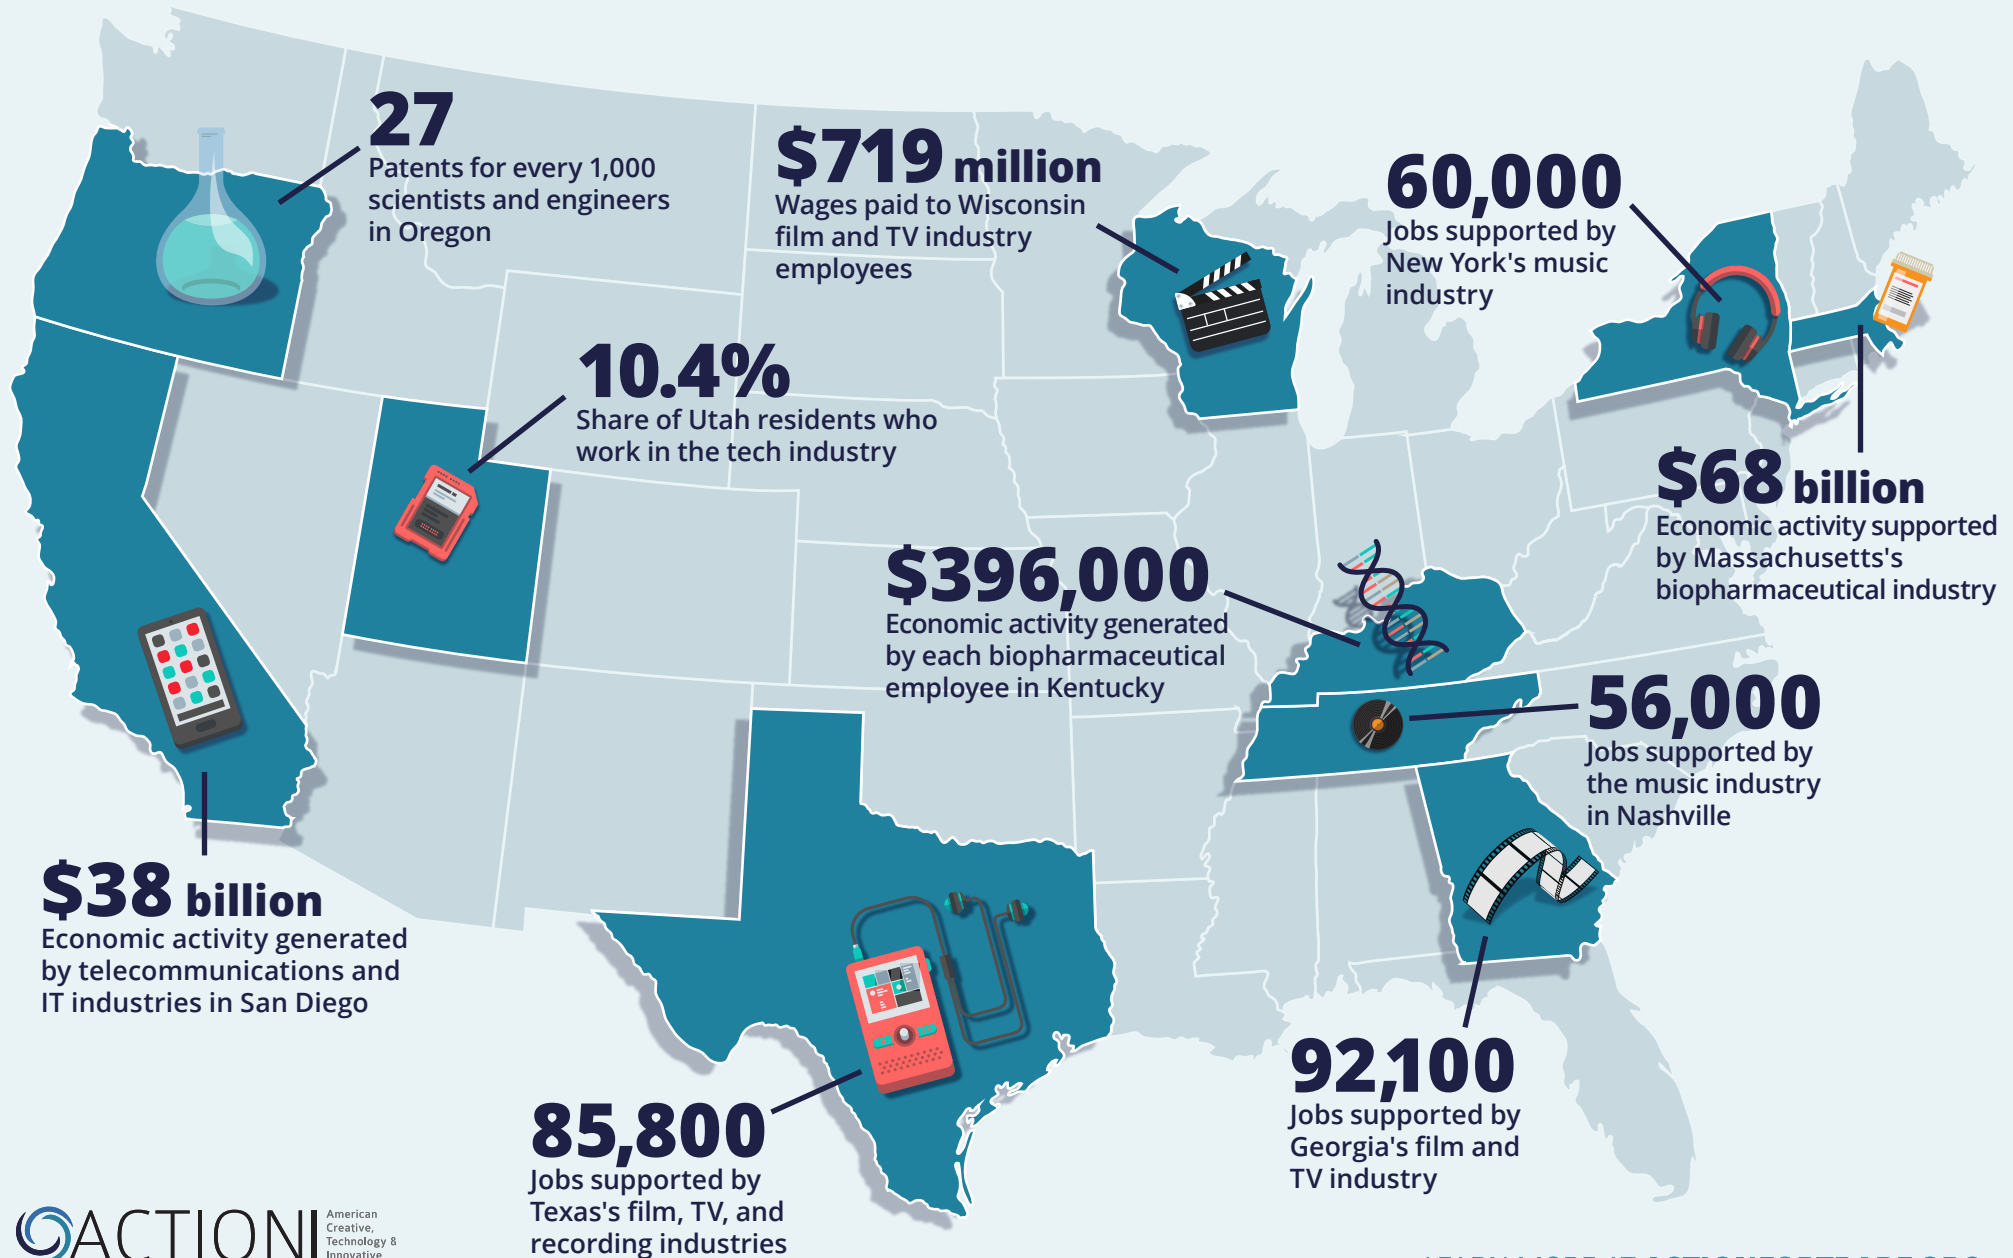 27
Patents for every 1,000
scientists and engineers
in Oregon
$719 million
Wages paid to Wisconsin
film and TV industry
employees
60,000
Jobs supported by
New York's music
industry
10.4%
Share of Utah residents who
work in the tech industry
$68 billion
Economic activity supported
by Massachusetts's
biopharmaceutical industry
$396,000
Economic activity generated
by each biopharmaceutical
employee in Kentucky
56,000
Jobs supported by
the music industry
in Nashville
$38 billion
Economic activity generated
by telecommunications and
IT industries in San Diego
92,100
Jobs supported by
Georgia's film and
TV industry
85,800
Jobs supported by
Texas's film, TV, and
recording industries
ACTION
American
Creative,
Technology &
Innovative
LEARN MORE AT ACTIONFORTRADE.ORG